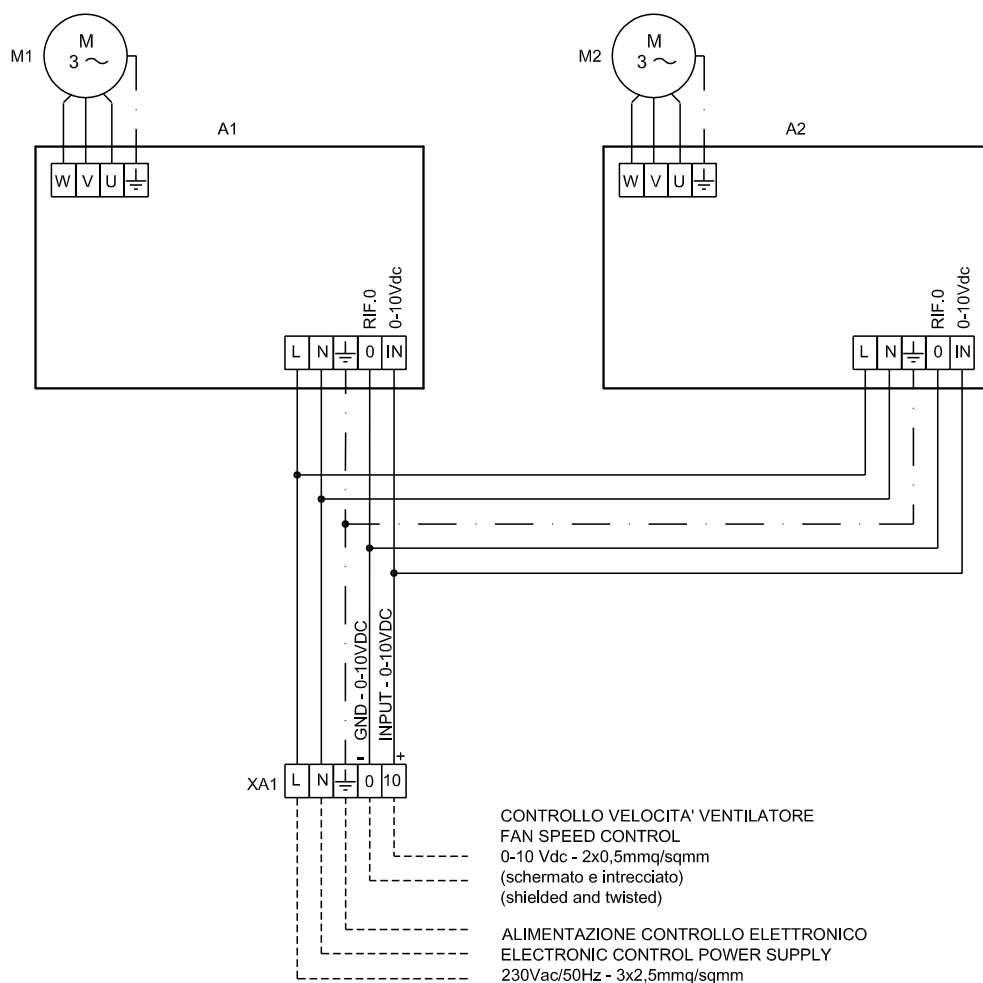 M
3
M1
M
3
M2
A1
A2
W V U
W V U
RIF.0
0-10Vdc
RIF.0
0-10Vdc
L N 0 IN
L N 0 IN
GND - 0-10VDC
INPUT - 0-10VDC
- +
XA1 L N 0 10
CONTROLLO VELOCITA' VENTILATORE
FAN SPEED CONTROL
0-10 Vdc - 2x0,5mmq/sqmm
(schermato e intrecciato)
(shielded and twisted)
ALIMENTAZIONE CONTROLLO ELETTRONICO
ELECTRONIC CONTROL POWER SUPPLY
230Vac/50Hz - 3x2,5mmq/sqmm